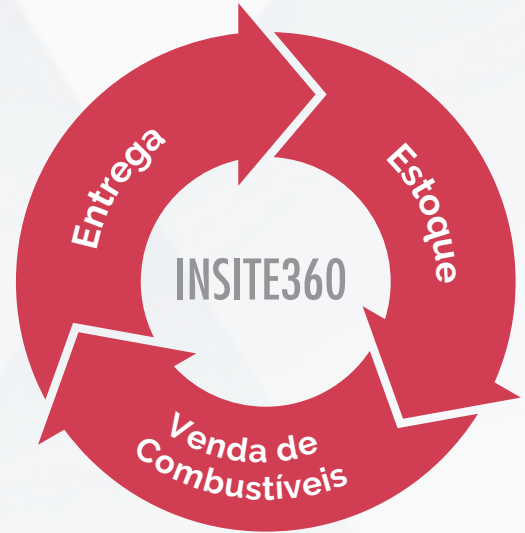 Entrega
Estoque
INSITE360
Venda de
Combustíveis